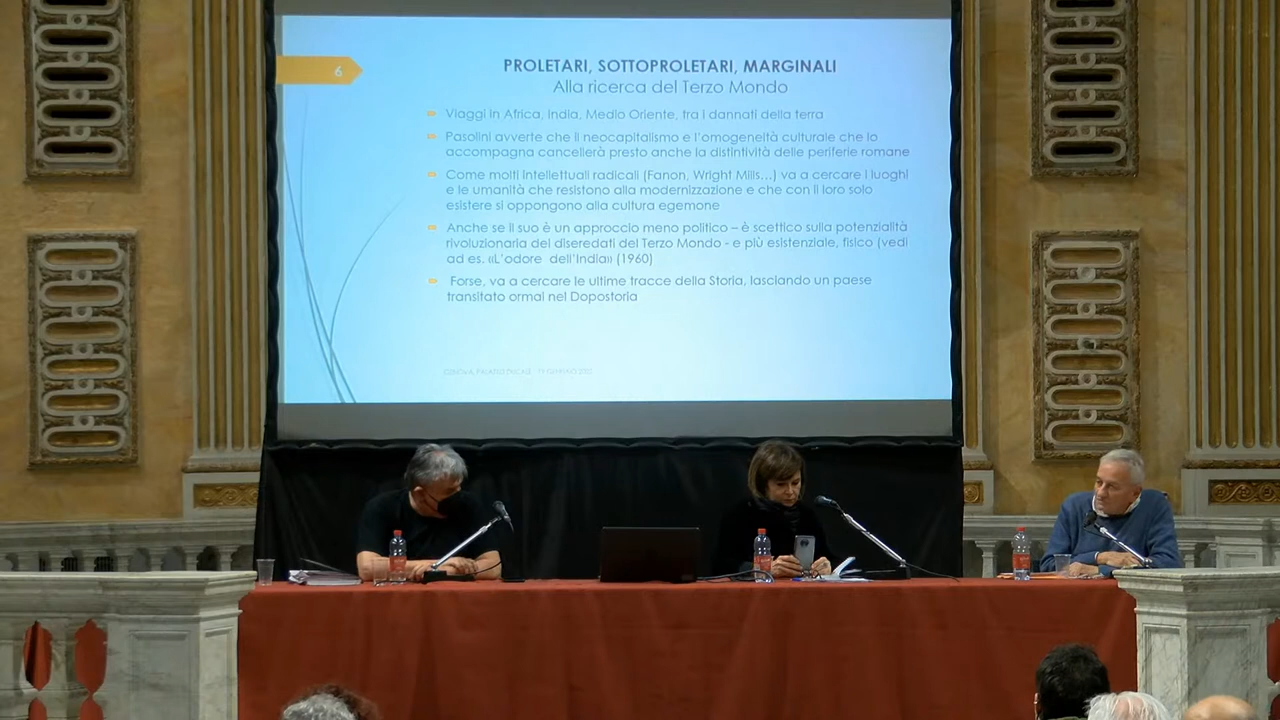 6
PROLETARI, SOTTOPROLETARI, MARGINALI
Alla ricerca del Terzo Mondo
Viaggi in Africa, India, Medio Oriente, tra i dannati della terra
Pasolini avverte che il neocapitalismo e l'omogeneità culturale che lo
accompagna cancellerà presto anche la distintività delle periferie romane
Come molti intellettuali radicali (Fanon, Wright Mills...) va a cercare i luoghi
e le umanità che resistono alla modernizzazione e che con il loro solo
esistere si oppongono alla cultura egemone
Anche se il suo è un approccio meno politico – è scettico sulla potenzialità
rivoluzionaria dei diseredati del Terzo Mondo - e più esistenziale, fisico (vedi
ad es. «L'odore dell'India» (1960)
Forse, va a cercare le ultime tracce della Storia, lasciando un paese
transitato ormai nel Dopostoria
GENOVA, PALAZZO DUCALE,